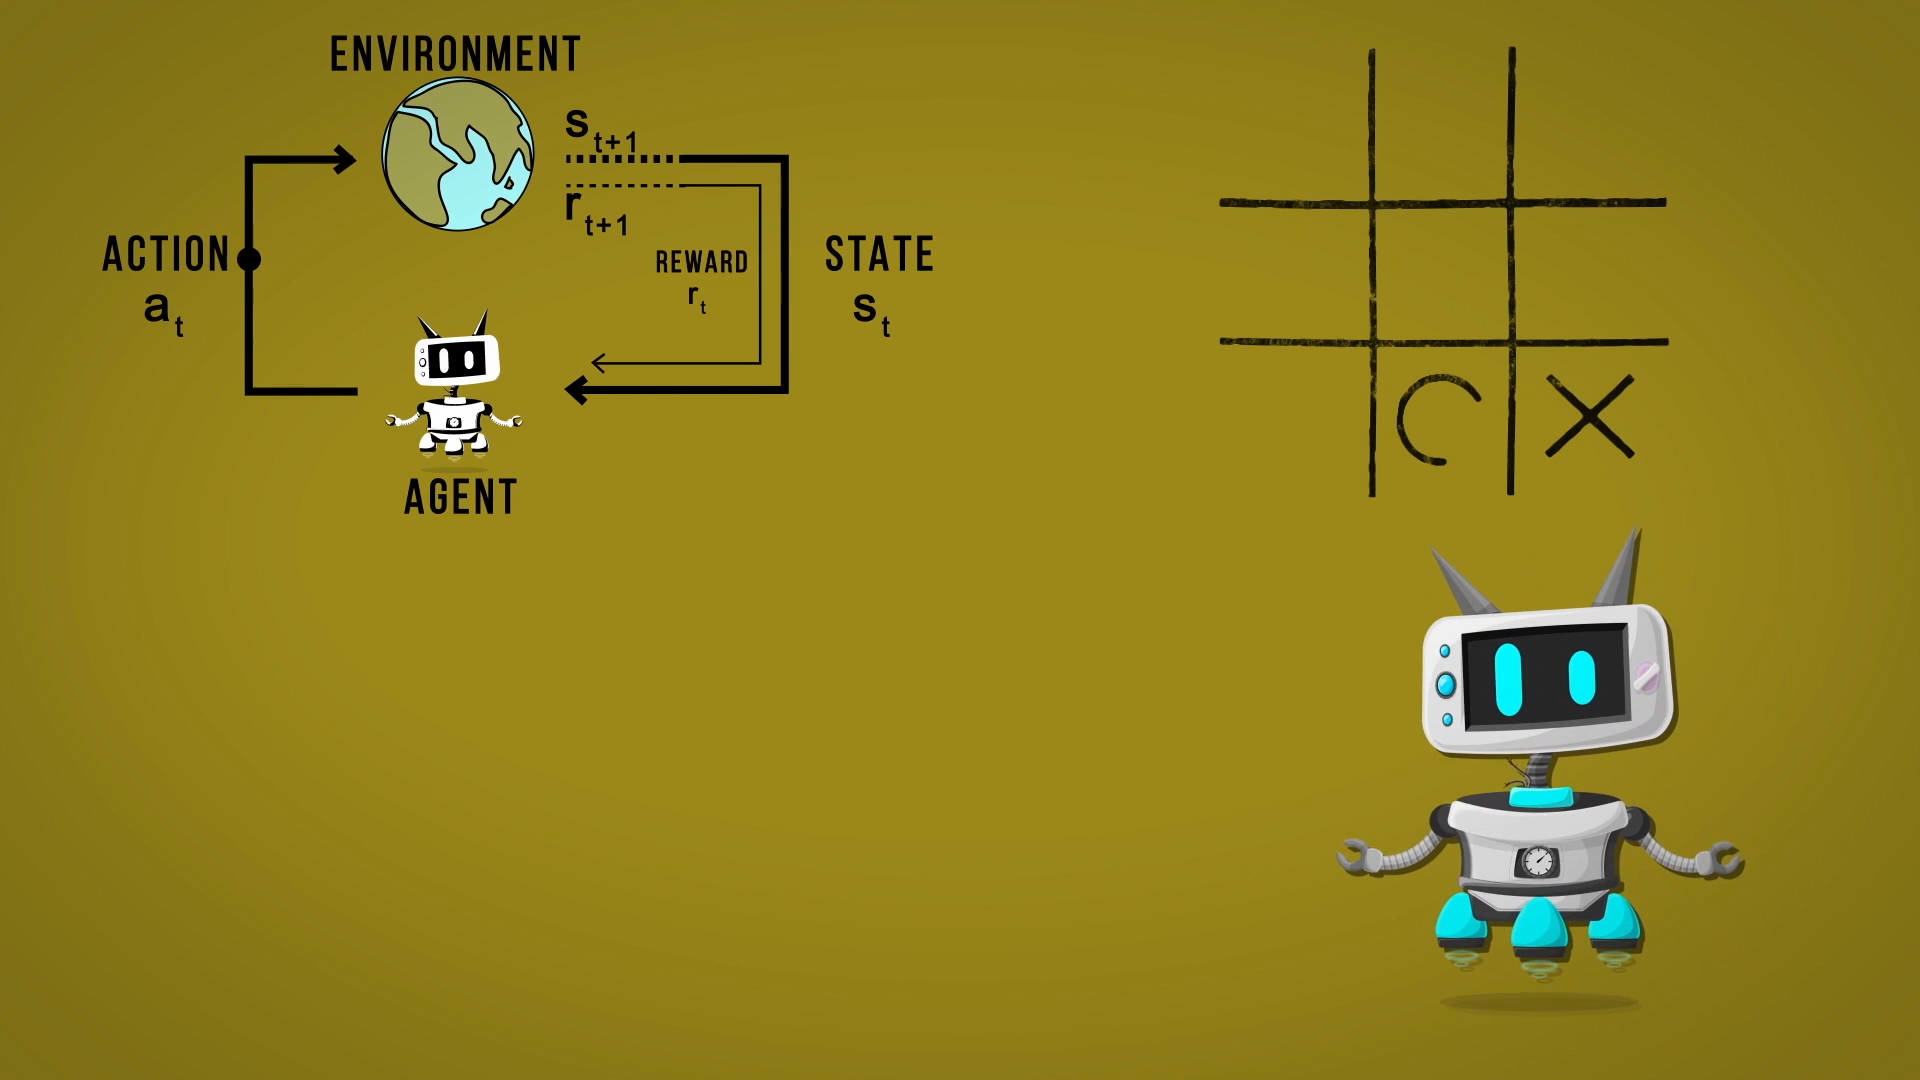 ENVIRONMENT
s t+1
r t+1
ACTION
a t
REWARD
r t
STATE
s t
AGENT
X